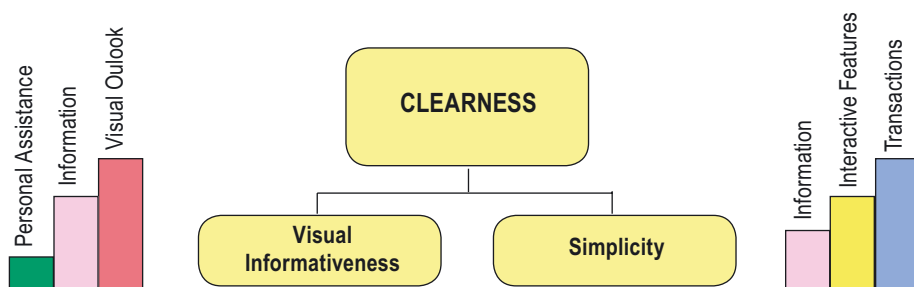 Personal Assistance
Information
Visual Oulook
CLEARNESS
Visual
Informativeness
Simplicity
Information
Interactive Features
Transactions